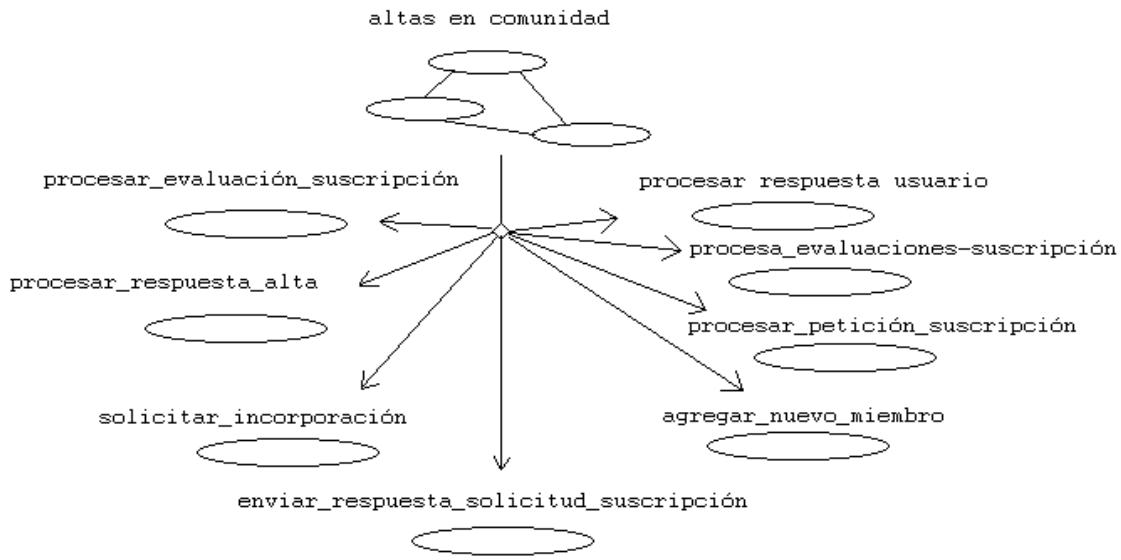 altas en comunidad
procesar_evaluación_suscripción
procesar respuesta usuario
procesa_evaluaciones-suscripción
procesar_respuesta_alta
procesar_petición_suscripción
solicitar_incorporación
agregar_nuevo_miembro
enviar_respuesta_solicitud_suscripción